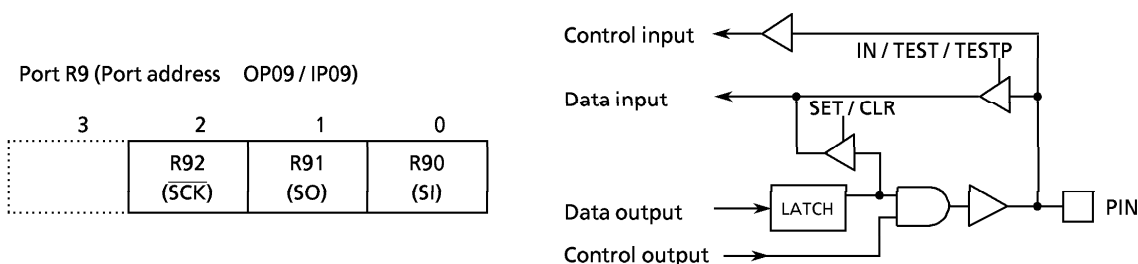 Port R9 (Port address OP09 / IP09)
3 2 1 0
R92 R91 R90
(SCK) (SO) (SI)
Control input
IN / TEST / TESTP
Data input
SET / CLR
Data output
LATCH
PIN
Control output